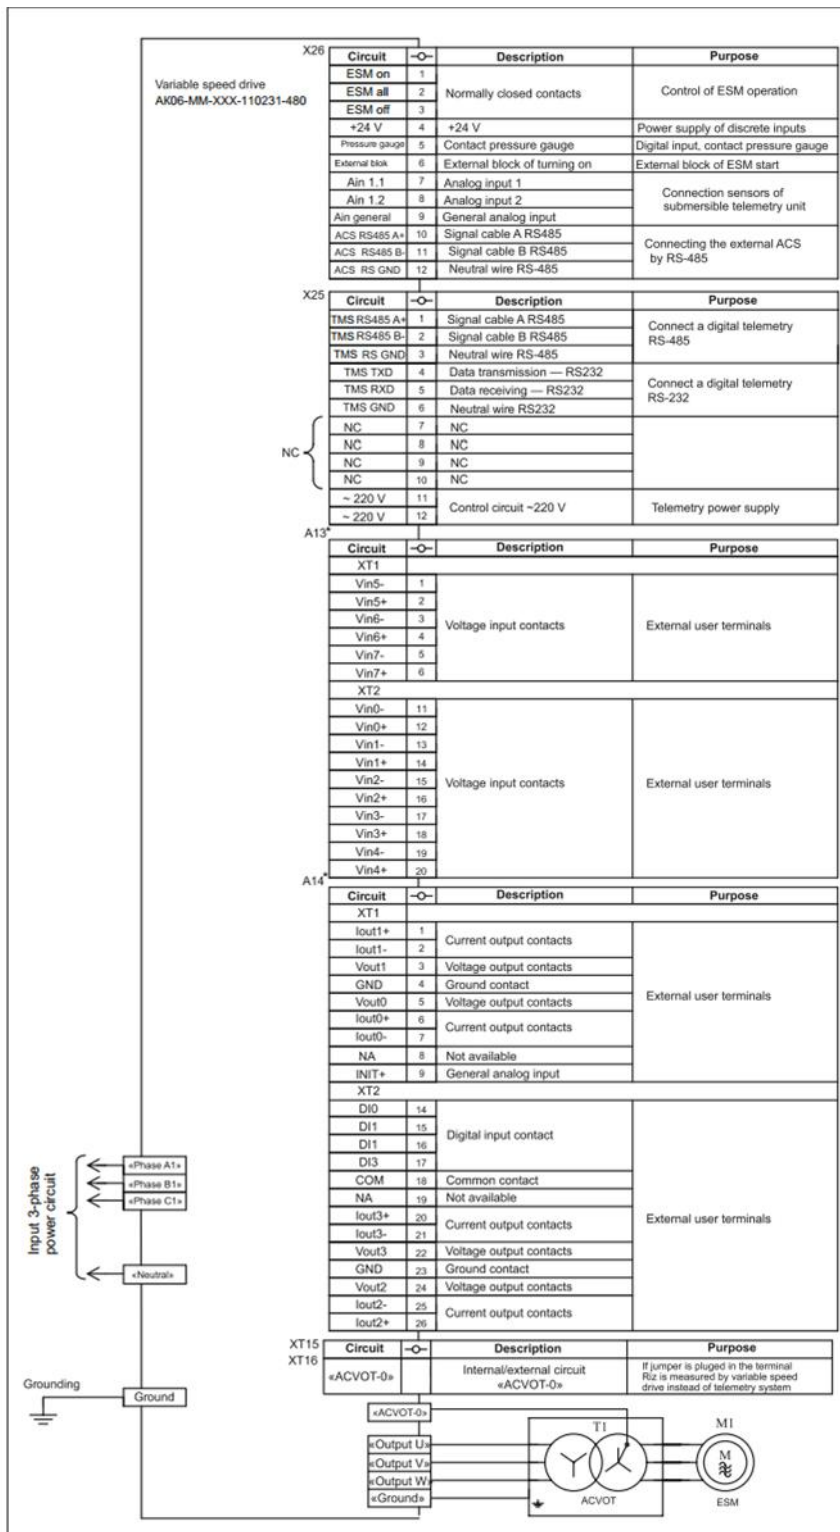 Variable speed drive
AK06-MM-XXX-110231-480
X26
Circuit Description Purpose
ESM on 1
ESM all 2 Normally closed contacts Control of ESM operation
ESM off 3
+24 V 4 +24 V Power supply of discrete inputs
Pressure gauge 5 Contact pressure gauge Digital input, contact pressure gauge
External blok 6 External block of turning on External block of ESM start
Ain 1.1 7 Analog input 1 Connection sensors of
Ain 1.2 8 Analog input 2 submersible telemetry unit
Ain general 9 General analog input
ACS RS485 A+ 10 Signal cable A RS485 Connecting the external ACS
ACS RS485 B- 11 Signal cable B RS485 by RS-485
ACS RS GND 12 Neutral wire RS-485
X25
Circuit Description Purpose
TMS RS485 A+ 1 Signal cable A RS485 Connect a digital telemetry
TMS RS485 B- 2 Signal cable B RS485 RS-485
TMS RS GND 3 Neutral wire RS-485
TMS TXD 4 Data transmission — RS232 Connect a digital telemetry
TMS RXD 5 Data receiving — RS232 RS-232
TMS GND 6 Neutral wire RS232
NC
NC 7 NC
NC 8 NC
NC 9 NC
NC 10 NC
~ 220 V 11 Control circuit ~220 V Telemetry power supply
~ 220 V 12
A13*
Circuit Description Purpose
XT1
Vin5- 1
Vin5+ 2
Vin6- 3 Voltage input contacts External user terminals
Vin6+ 4
Vin7- 5
Vin7+ 6
XT2
Vin0- 11
Vin0+ 12
Vin1- 13
Vin1+ 14
Vin2- 15 Voltage input contacts External user terminals
Vin2+ 16
Vin3- 17
Vin3+ 18
Vin4- 19
Vin4+ 20
A14*
Circuit Description Purpose
XT1
Iout1+ 1 Current output contacts
Iout1- 2
Vout1 3 Voltage output contacts
GND 4 Ground contact External user terminals
Vout0 5 Voltage output contacts
Iout0+ 6 Current output contacts
Iout0- 7
NA 8 Not available
INIT+ 9 General analog input
XT2
DI0 14
DI1 15 Digital input contact
DI1 16
DI3 17
COM 18 Common contact
NA 19 Not available
Iout3+ 20 Current output contacts External user terminals
Iout3- 21
Vout3 22 Voltage output contacts
GND 23 Ground contact
Vout2 24 Voltage output contacts
Iout2- 25 Current output contacts
Iout2+ 26
Input 3-phase
power circuit
«Phase A1»
«Phase B1»
«Phase C1»
«Neutral»
XT15
XT16
Circuit Description Purpose
«ACVOT-0»
Internal/external circuit
«ACVOT-0»
If jumper is pluged in the terminal
Riz is measured by variable speed
drive instead of telemetry system
Grounding
Ground
«ACVOT-0»
«Output U»
«Output V»
«Output W»
«Ground»
T1
ACVOT
M1
M
ESM